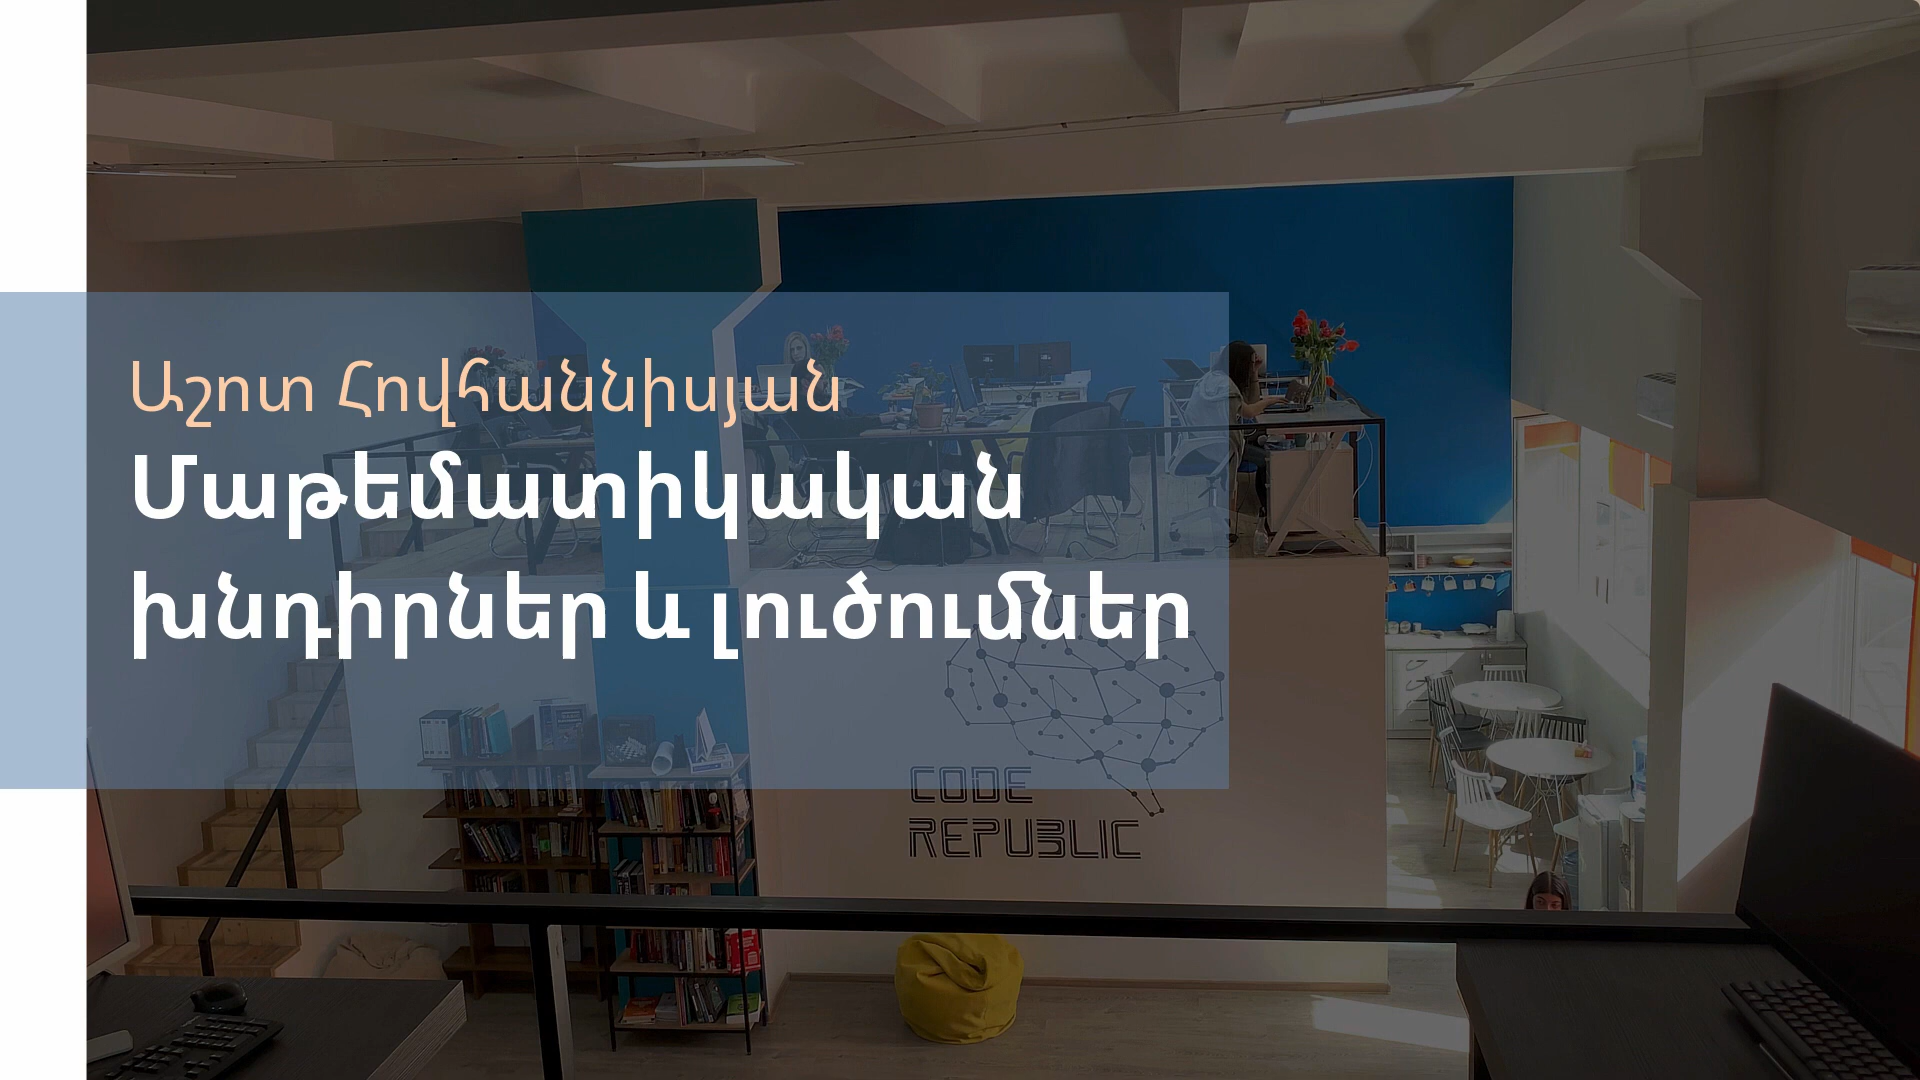 Աշոտ Հովհաննիսյան
Մաթեմատիկական
խնդիրներ և լուծումներ
CODE
REPUBLIC